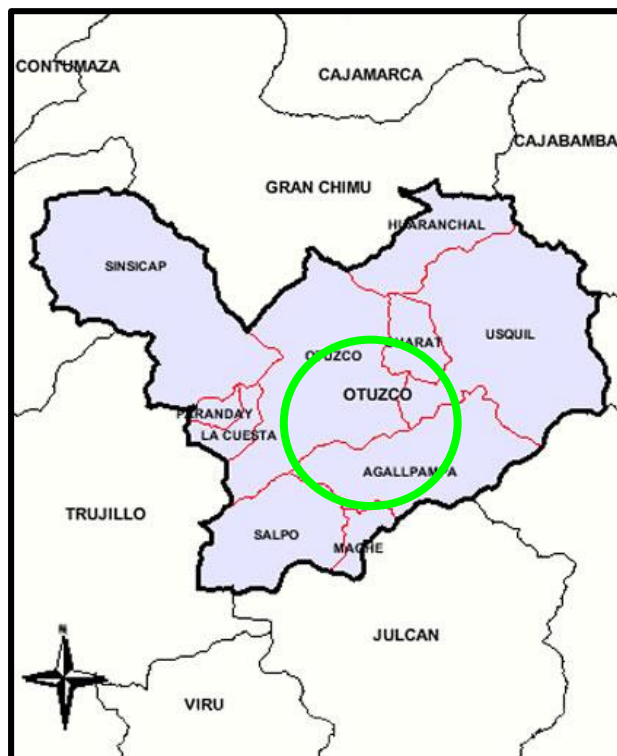 CONTUMAZA
CAJAMARCA
CAJABAMBA
GRAN CHIMU
HUARANCHAL
SINSICAP
USQUIL
OTUZCO
OTUZCO
PARANDAY
LA CUESTA
AGALLPAMPA
TRUJILLO
SALPO
MACHE
N
JULCAN
VIRU